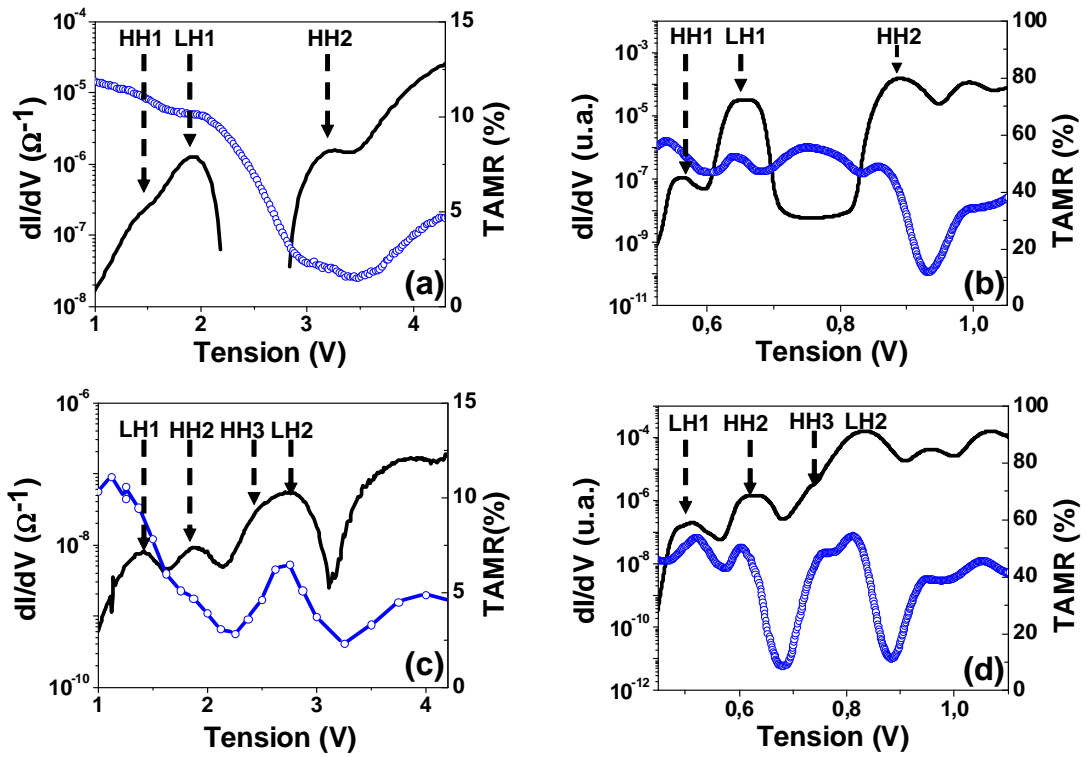 10⁻⁴ 15
HH1 LH1 HH2
10⁻⁵ 10
10⁻⁶
10⁻⁷ 5
10⁻⁸ 0
dI/dV (Ω⁻¹)
TAMR (%)
(a)
1 2 3 4
Tension (V)
10⁻³ 100
HH1 LH1 HH2
80
10⁻⁵
60
10⁻⁷
40
10⁻⁹
20
10⁻¹¹ 0
dI/dV (u.a.)
TAMR (%)
(b)
0,6 0,8 1,0
Tension (V)
10⁻⁶ 15
LH1 HH2 HH3 LH2
10
10⁻⁸
5
10⁻¹⁰ 0
dI/dV (Ω⁻¹)
TAMR(%)
(c)
1 2 3 4
Tension (V)
100
10⁻⁴
LH1 HH2 HH3 LH2
80
10⁻⁶
60
10⁻⁸
40
10⁻¹⁰
20
10⁻¹² 0
dI/dV (u.a.)
TAMR (%)
(d)
0,6 0,8 1,0
Tension (V)